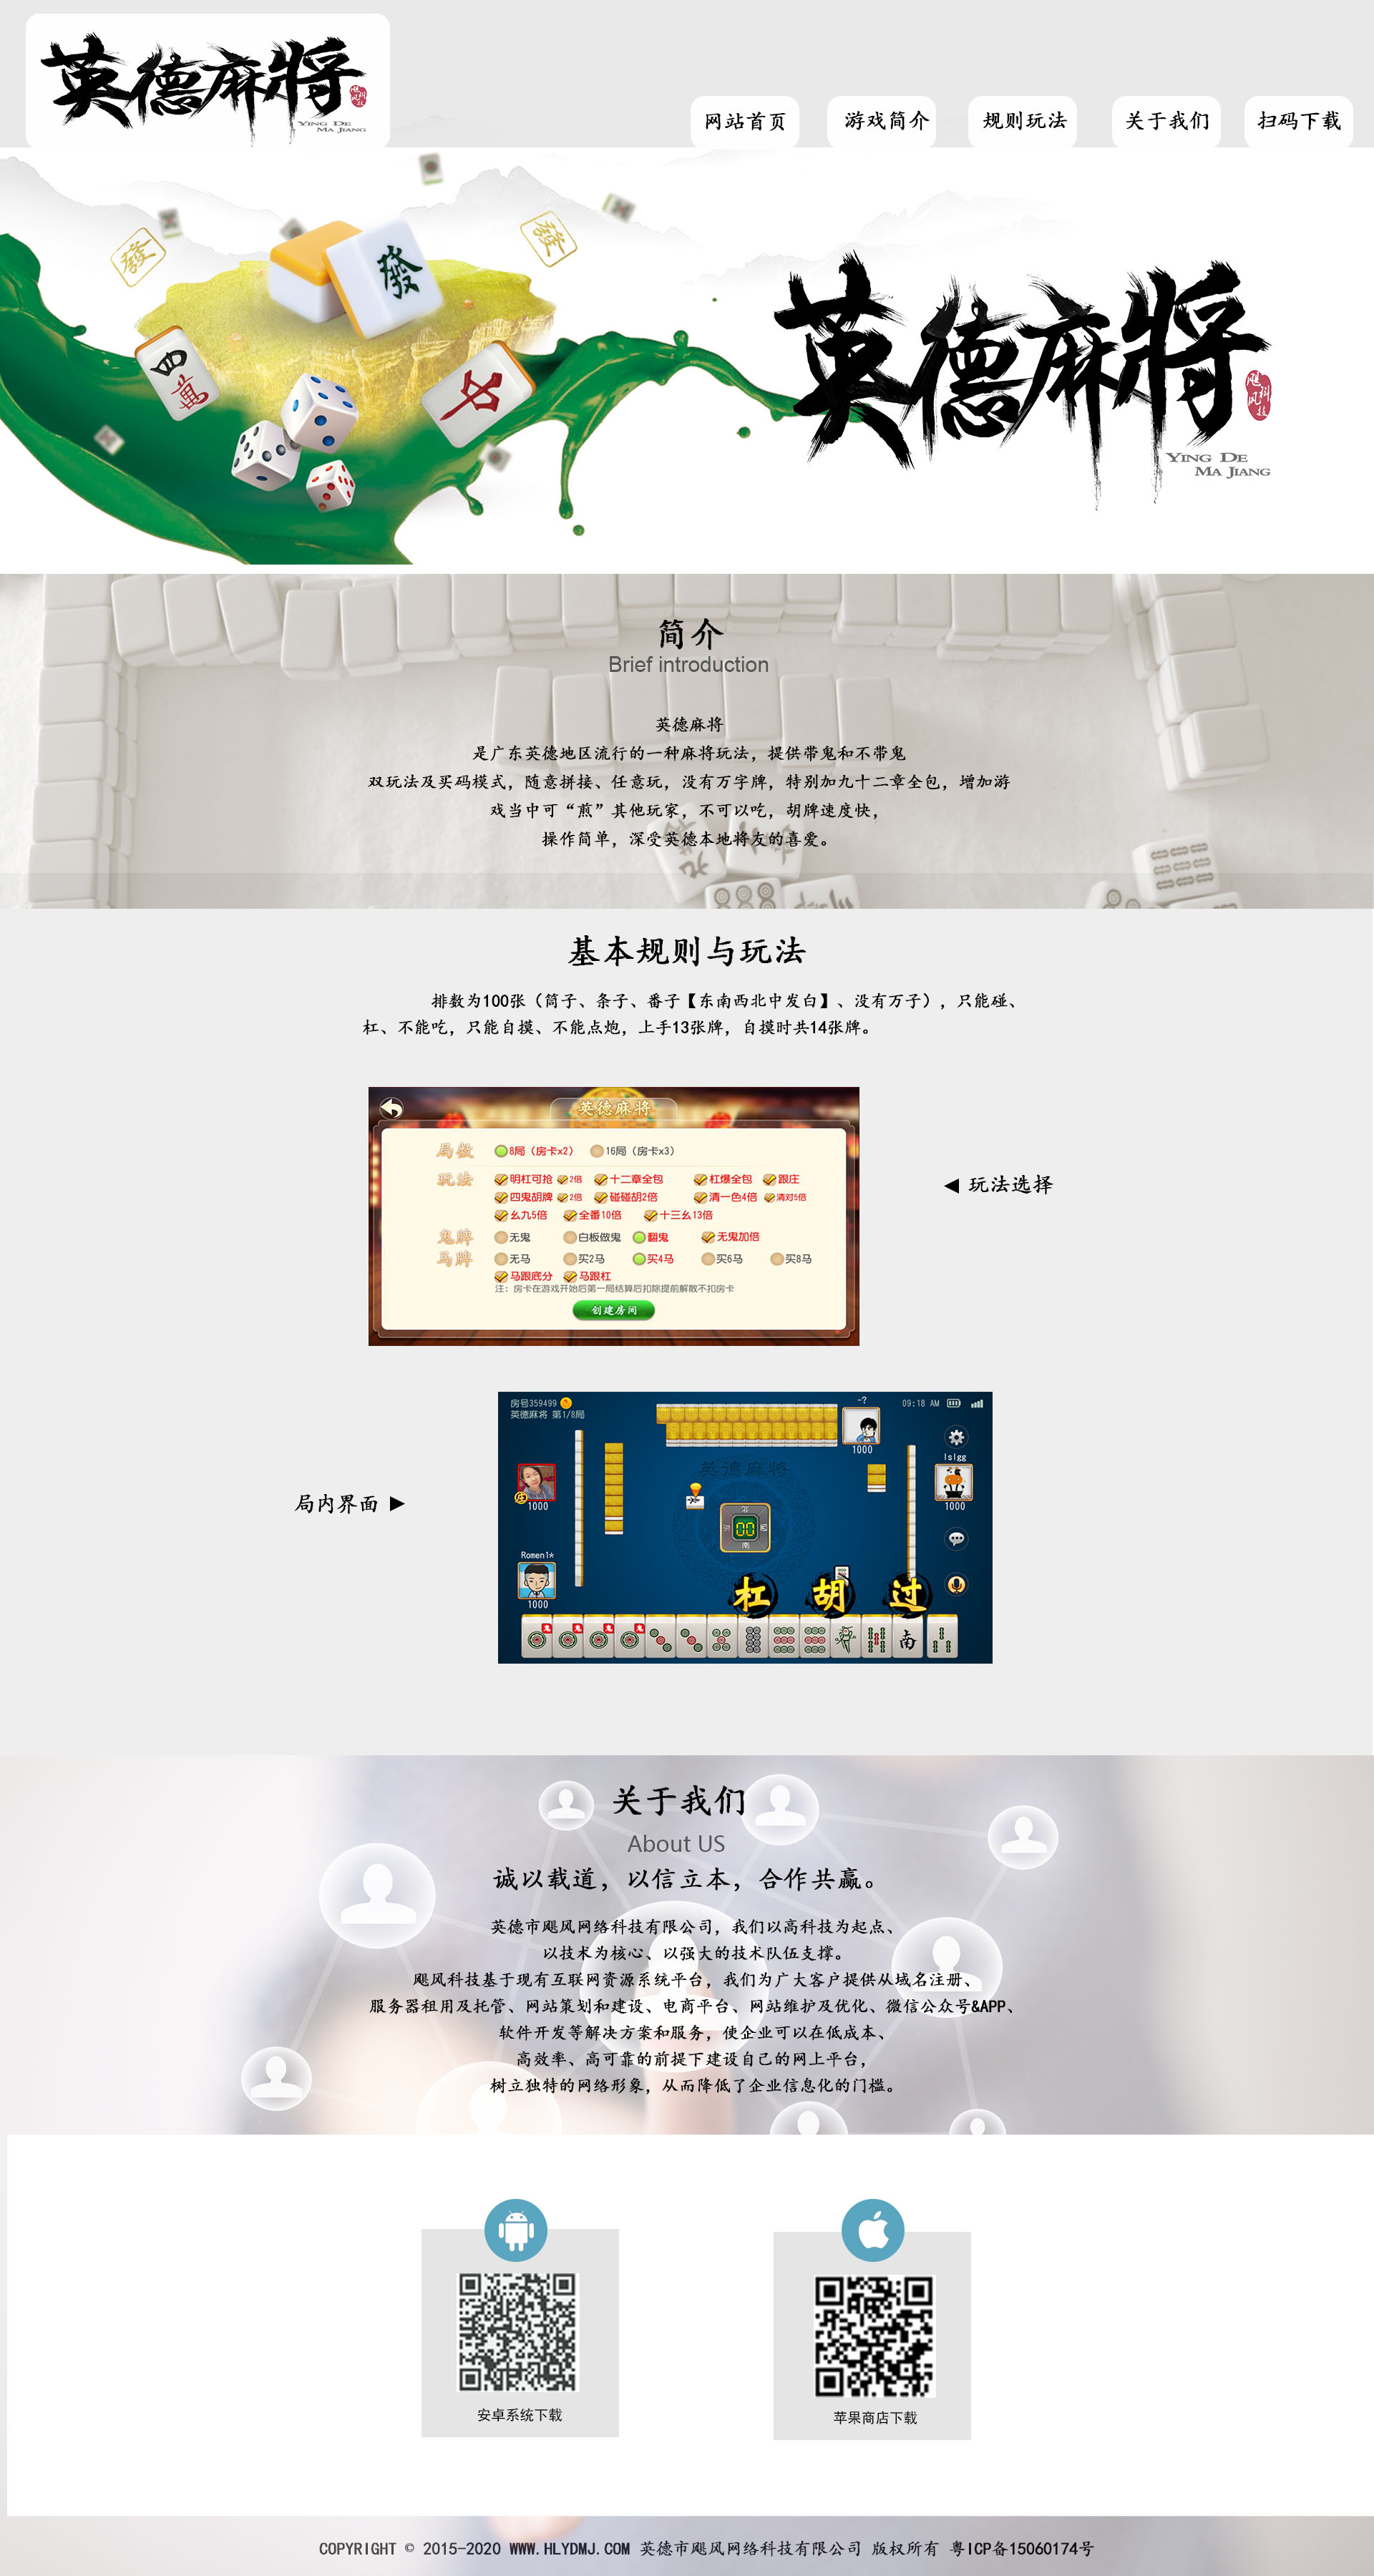 英德麻将
飓风科技
YING DE
MA JIANG
网站首页
游戏简介
规则玩法
关于我们
扫码下载
發
發
發
四萬
中
英德麻将
飓风科技
YING DE
MA JIANG
简介
Brief introduction
英德麻将
是广东英德地区流行的一种麻将玩法，提供带鬼和不带鬼
双玩法及买码模式，随意拼接、任意玩，没有万字牌，特别加九十二章全包，增加游
戏当中可“煎”其他玩家，不可以吃，胡牌速度快，
操作简单，深受英德本地将友的喜爱。
基本规则与玩法
排数为100张（筒子、条子、番子【东南西北中发白】、没有万子），只能碰、
杠、不能吃，只能自摸、不能点炮，上手13张牌，自摸时共14张牌。
英德麻将
局数 8局（房卡x2） 16局（房卡x3）
玩法 明杠可抢 2倍 十二章全包 杠爆全包 跟庄
四鬼胡牌 2倍 碰碰胡2倍 清一色4倍 清对5倍
幺九5倍 全番10倍 十三幺13倍
鬼牌 无鬼 白板做鬼 翻鬼 无鬼加倍
马牌 无马 买2马 买4马 买6马 买8马
马跟底分 马跟杠
注：房卡在游戏开始后第一局结算后扣除提前解散不扣房卡
创建房间
玩法选择
房号359499
英德麻将 第1/8局
-?
1000
09:18 AM
英德麻将
lslgg
1000
庄
1000
局内界面
北
00
南
Romen1*
1000
杠 胡 过
鬼 鬼 鬼 鬼
南
关于我们
About US
诚以载道，以信立本，合作共赢。
英德市飓风网络科技有限公司，我们以高科技为起点、
以技术为核心、以强大的技术队伍支撑。
飓风科技基于现有互联网资源系统平台，我们为广大客户提供从域名注册、
服务器租用及托管、网站策划和建设、电商平台、网站维护及优化、微信公众号&APP、
软件开发等解决方案和服务，使企业可以在低成本、
高效率、高可靠的前提下建设自己的网上平台，
树立独特的网络形象，从而降低了企业信息化的门槛。
安卓系统下载
苹果商店下载
COPYRIGHT © 2015-2020 WWW.HLYDMJ.COM 英德市飓风网络科技有限公司 版权所有 粤ICP备15060174号